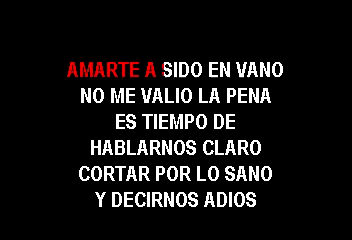 AMARTE A SIDO EN VANO
NO ME VALIO LA PENA
ES TIEMPO DE
HABLARNOS CLARO
CORTAR POR LO SANO
Y DECIRNOS ADIOS